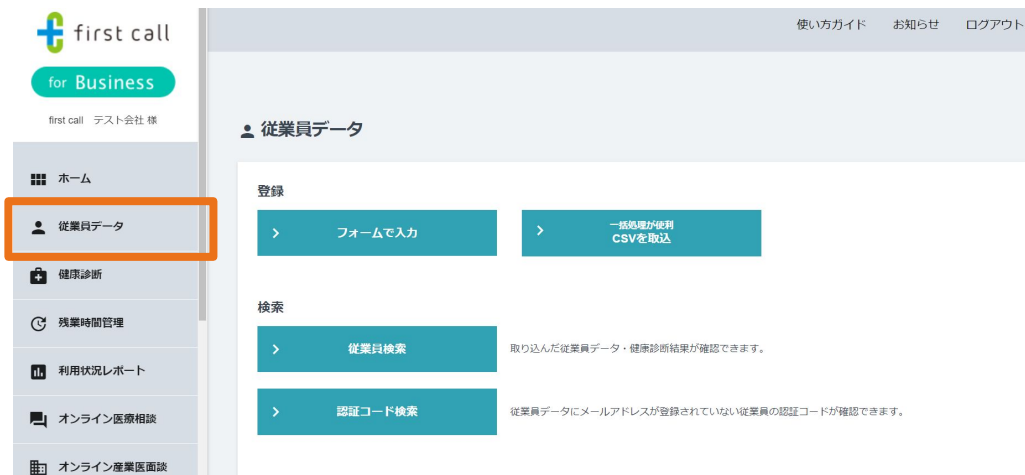 first call
for Business
first call テスト会社 様
使い方ガイド お知らせ ログアウト
従業員データ
ホーム
従業員データ
健康診断
残業時間管理
利用状況レポート
オンライン医療相談
オンライン産業医面談
登録
フォームで入力
一括処理が便利
CSVを取込
検索
従業員検索
取り込んだ従業員データ・健康診断結果が確認できます。
認証コード検索
従業員データにメールアドレスが登録されていない従業員の認証コードが確認できます。